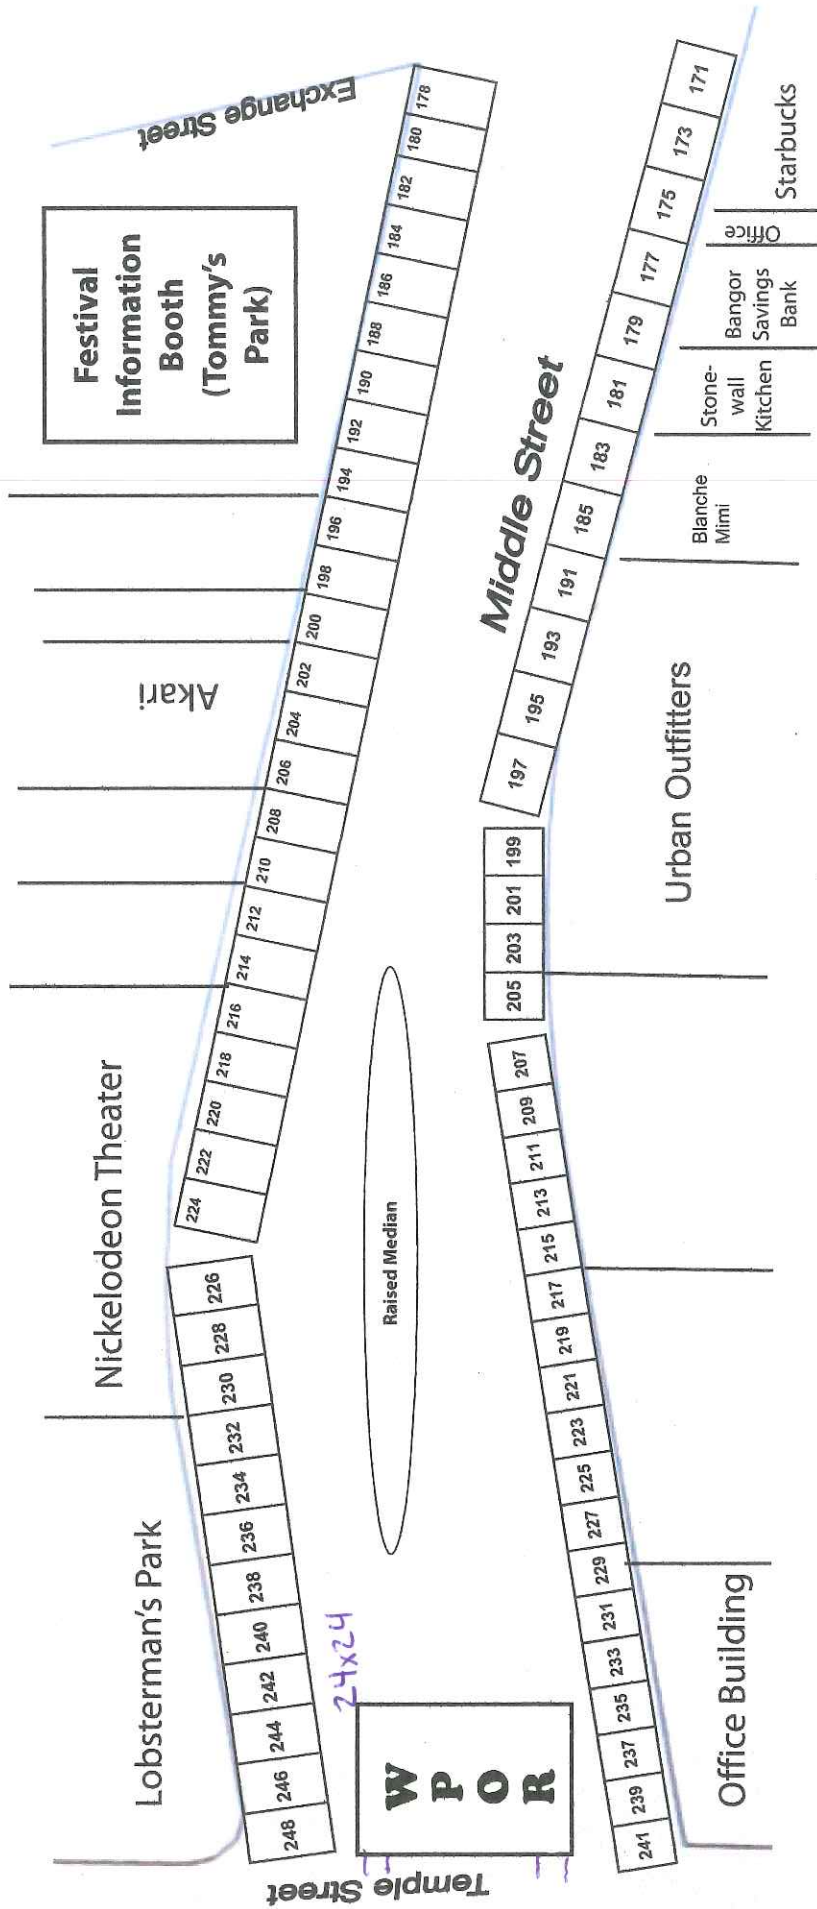 Exchange Street
Festival
Information
Booth
(Tommy's
Park)
Akari
Nickelodeon Theater
Lobsterman's Park
248
246
244
242
240
238
236
234
232
230
228
226
224
222
220
218
216
214
212
210
208
206
204
202
200
198
196
194
192
190
188
186
184
182
180
178
Temple Street
24x24
W
P
O
R
Raised Median
Middle Street
241
239
237
235
233
231
229
227
225
223
221
219
217
215
213
211
209
207
205
203
201
199
197
195
193
191
185
183
181
179
177
175
173
171
Office Building
Urban Outfitters
Blanche
Mimi
Stone-
wall
Kitchen
Bangor
Savings
Bank
Office
Starbucks